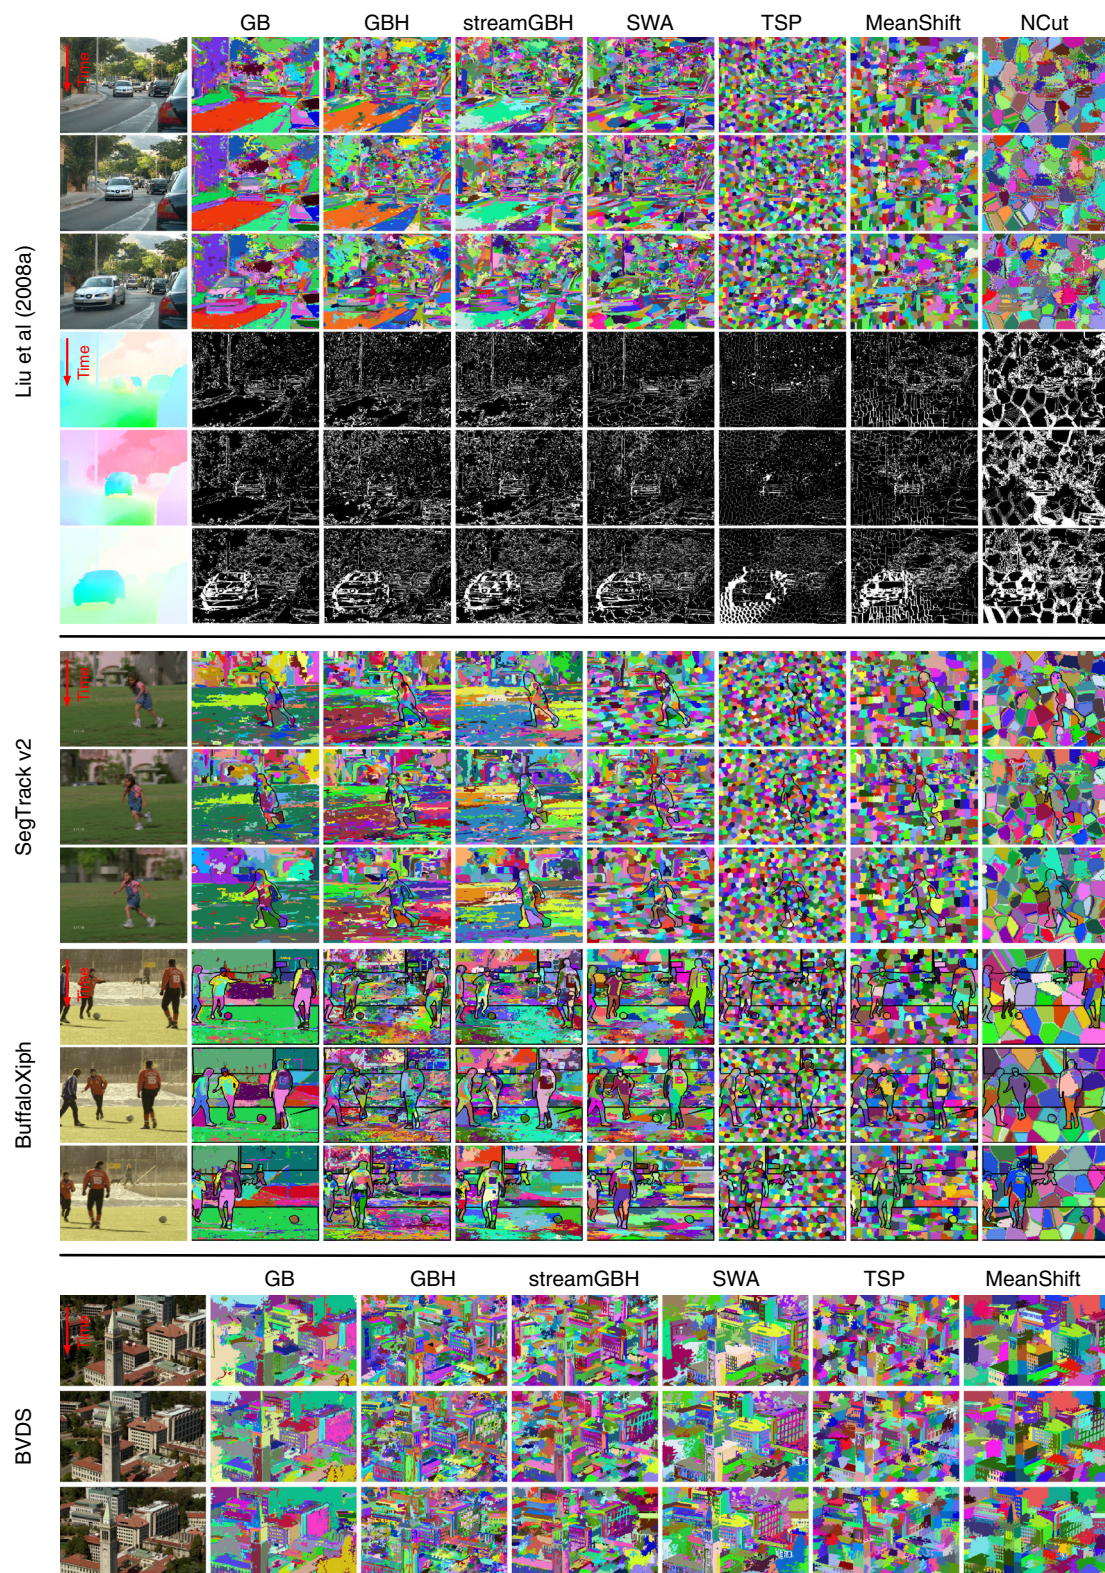 GB GBH streamGBH SWA TSP MeanShift NCut
Time
Liu et al (2008a)
Time
Time
SegTrack v2
Time
BuffaloXiph
GB GBH streamGBH SWA TSP MeanShift
Time
BVDS